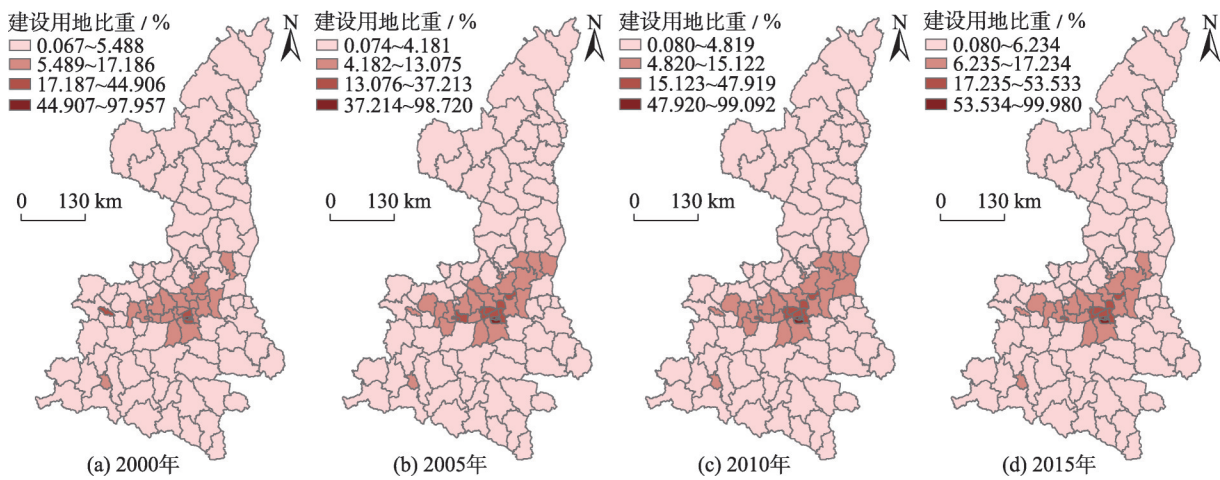 建设用地比重 / %
N
0.067~5.488
5.489~17.186
17.187~44.906
44.907~97.957
0 130 km
(a) 2000年
建设用地比重 / %
N
0.074~4.181
4.182~13.075
13.076~37.213
37.214~98.720
0 130 km
(b) 2005年
建设用地比重 / %
N
0.080~4.819
4.820~15.122
15.123~47.919
47.920~99.092
0 130 km
(c) 2010年
建设用地比重 / %
N
0.080~6.234
6.235~17.234
17.235~53.533
53.534~99.980
0 130 km
(d) 2015年